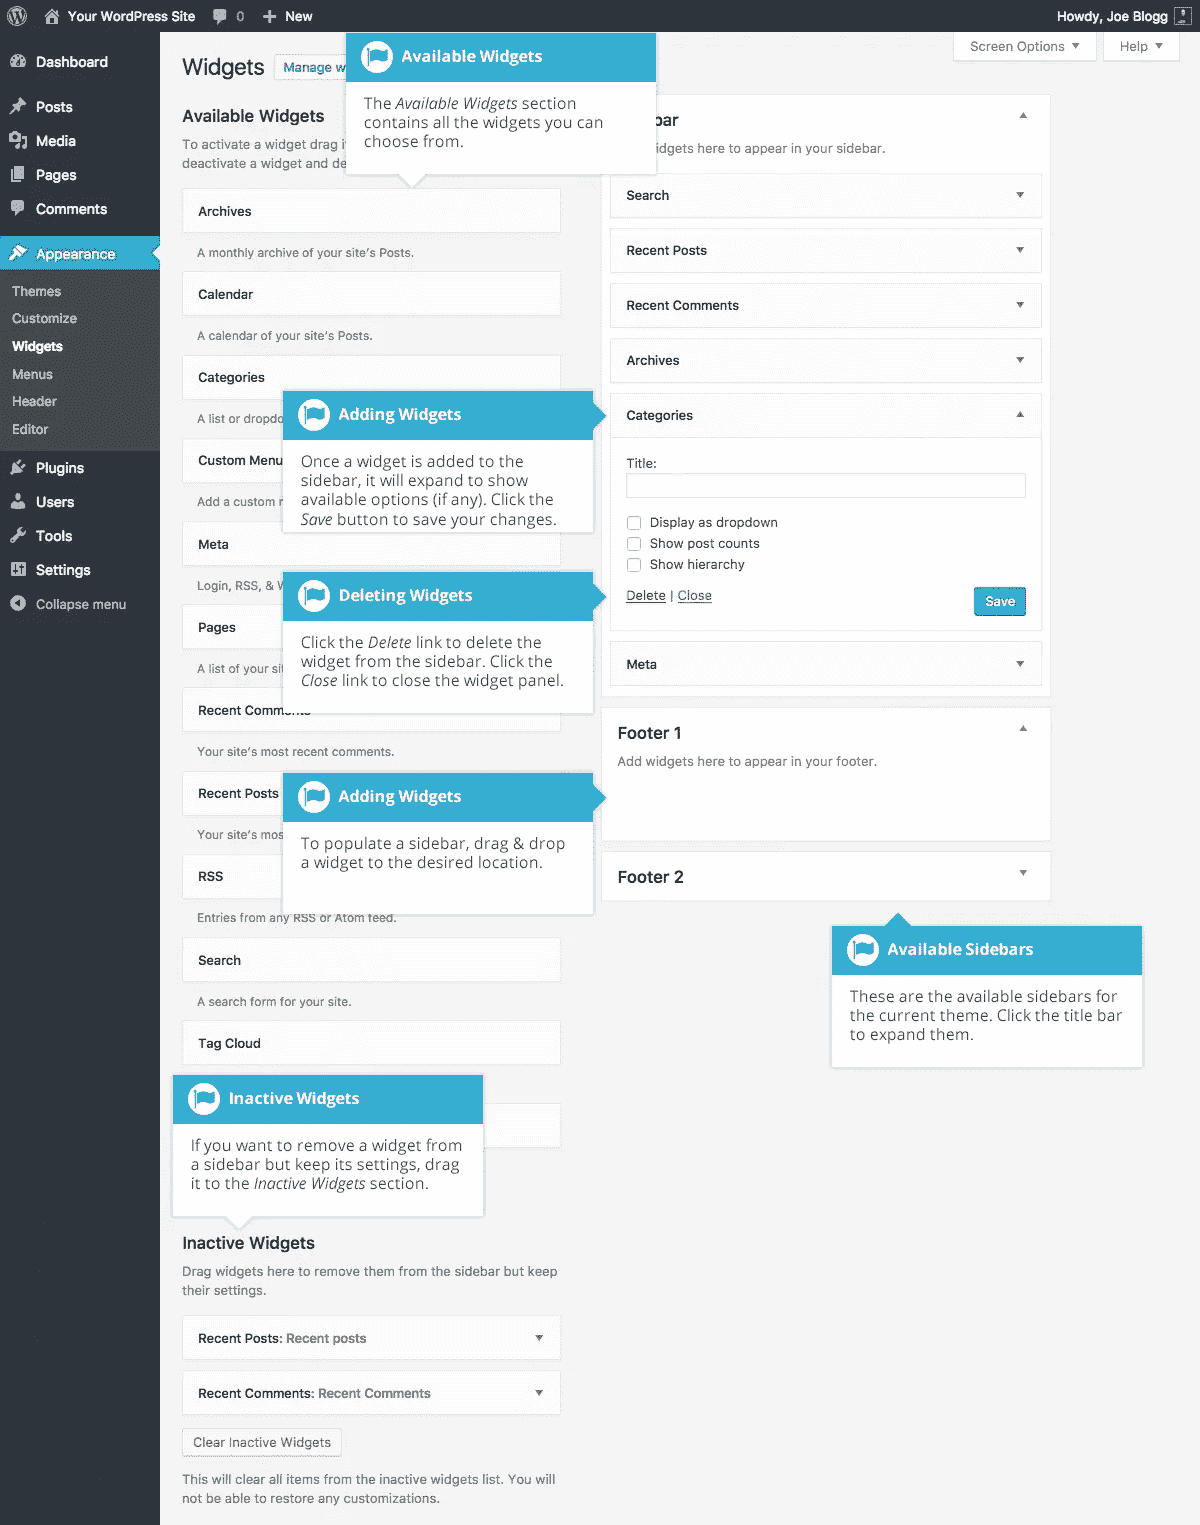 Your WordPress Site
0
New
Howdy, Joe Blogg
Dashboard
Posts
Media
Pages
Comments
Appearance
Themes
Customize
Widgets
Menus
Header
Editor
Plugins
Users
Tools
Settings
Collapse menu
Screen Options
Help
Widgets
Manage w
Available Widgets
The Available Widgets section
contains all the widgets you can
choose from.
Available Widgets
To activate a widget drag i
deactivate a widget and de
Archives
A monthly archive of your site's Posts.
Calendar
A calendar of your site's Posts.
Categories
A list or dropdo
Custom Menu
Add a custom
Meta
Login, RSS, &
Pages
A list of your sit
Recent Comments
Your site's most recent comments.
Recent Posts
Your site's mos
RSS
Entries from any RSS or Atom feed.
Search
A search form for your site.
Tag Cloud
Adding Widgets
Once a widget is added to the
sidebar, it will expand to show
available options (if any). Click the
Save button to save your changes.
Deleting Widgets
Click the Delete link to delete the
widget from the sidebar. Click the
Close link to close the widget panel.
Adding Widgets
To populate a sidebar, drag & drop
a widget to the desired location.
Inactive Widgets
If you want to remove a widget from
a sidebar but keep its settings, drag
it to the Inactive Widgets section.
Inactive Widgets
Drag widgets here to remove them from the sidebar but keep
their settings.
Recent Posts: Recent posts
Recent Comments: Recent Comments
Clear Inactive Widgets
This will clear all items from the inactive widgets list. You will
not be able to restore any customizations.
bar
idgets here to appear in your sidebar.
Search
Recent Posts
Recent Comments
Archives
Categories
Title:
Display as dropdown
Show post counts
Show hierarchy
Delete | Close
Save
Meta
Footer 1
Add widgets here to appear in your footer.
Footer 2
Available Sidebars
These are the available sidebars for
the current theme. Click the title bar
to expand them.